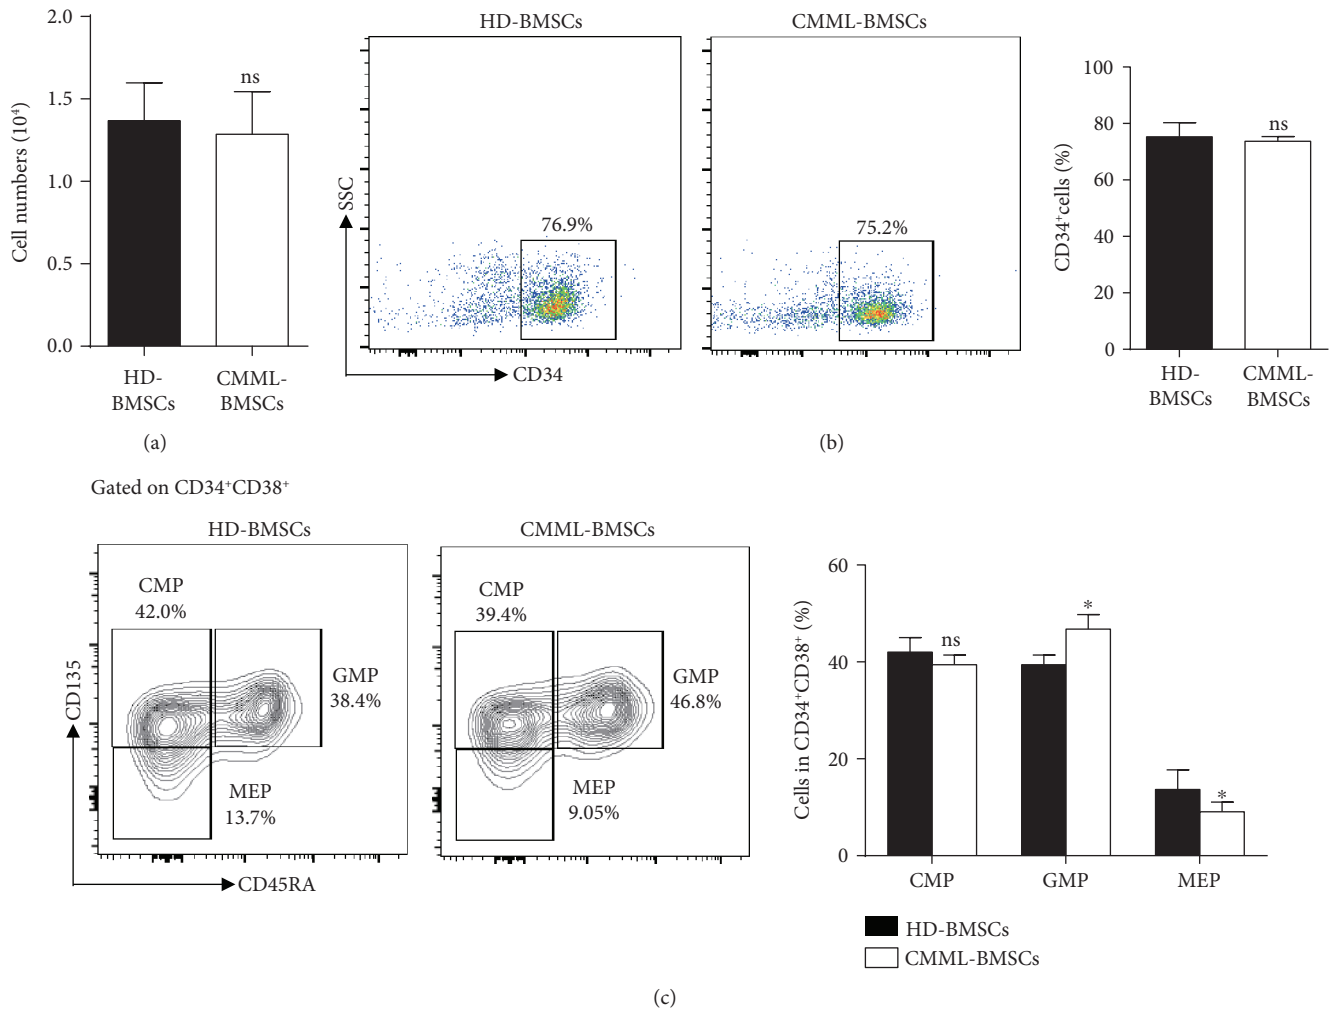 2.0
1.5
1.0
0.5
0.0
Cell numbers (10⁴)
ns
HD-
BMSCs
CMML-
BMSCs
(a)
HD-BMSCs
CMML-BMSCs
SSC
76.9%
75.2%
CD34
100
80
60
40
20
0
CD34⁺cells (%)
ns
HD-
BMSCs
CMML-
BMSCs
(b)
Gated on CD34⁺CD38⁺
HD-BMSCs
CMML-BMSCs
CD135
CMP
42.0%
GMP
38.4%
MEP
13.7%
CMP
39.4%
GMP
46.8%
MEP
9.05%
CD45RA
60
40
20
0
Cells in CD34⁺CD38⁺ (%)
ns
*
*
CMP
GMP
MEP
HD-BMSCs
CMML-BMSCs
(c)